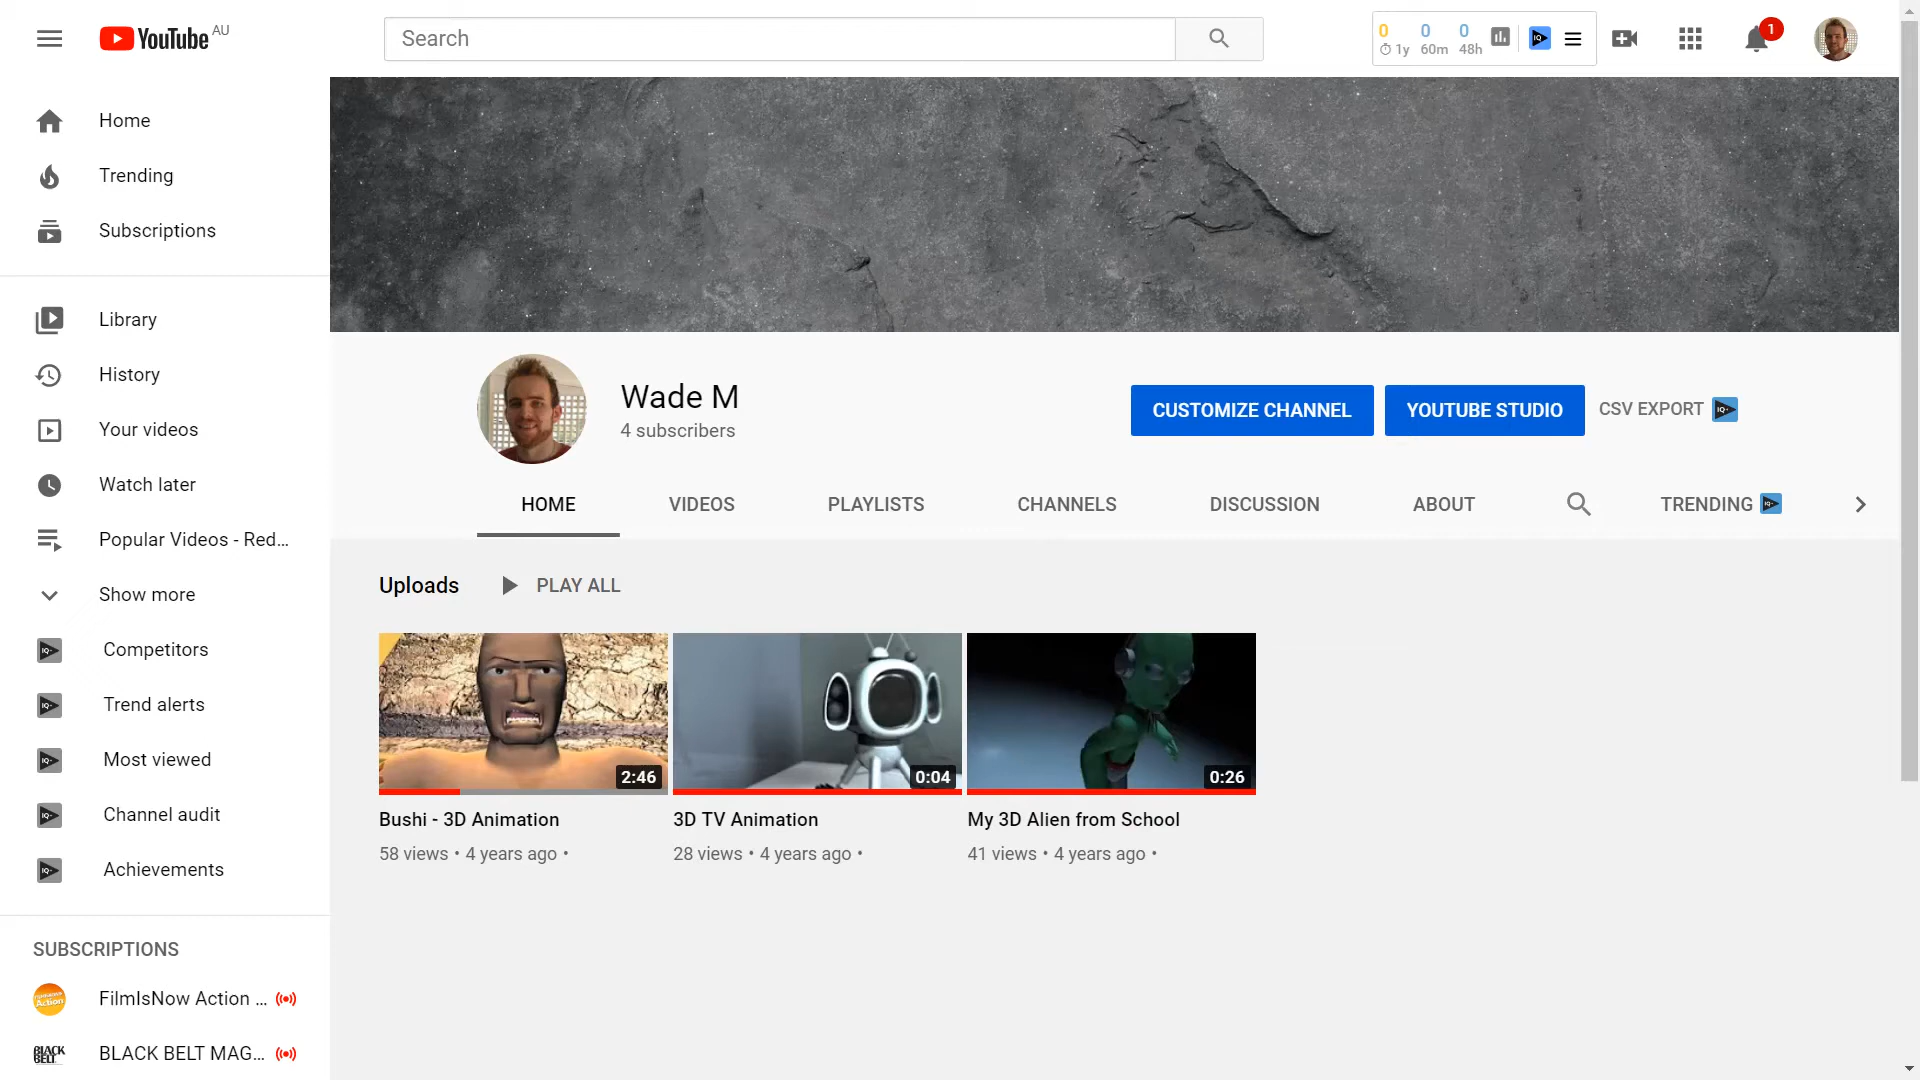 YouTube AU
Search
0 0 0
1y 60m 48h
1
Home
Trending
Subscriptions
Library
History
Your videos
Watch later
Popular Videos - Red...
Show more
Competitors
Trend alerts
Most viewed
Channel audit
Achievements
SUBSCRIPTIONS
FilmIsNow Action ...
BLACK BELT
BLACK BELT MAG...
Wade M
4 subscribers
CUSTOMIZE CHANNEL
YOUTUBE STUDIO
CSV EXPORT
HOME VIDEOS PLAYLISTS CHANNELS DISCUSSION ABOUT TRENDING
Uploads PLAY ALL
2:46
Bushi - 3D Animation
58 views • 4 years ago •
0:04
3D TV Animation
28 views • 4 years ago •
0:26
My 3D Alien from School
41 views • 4 years ago •